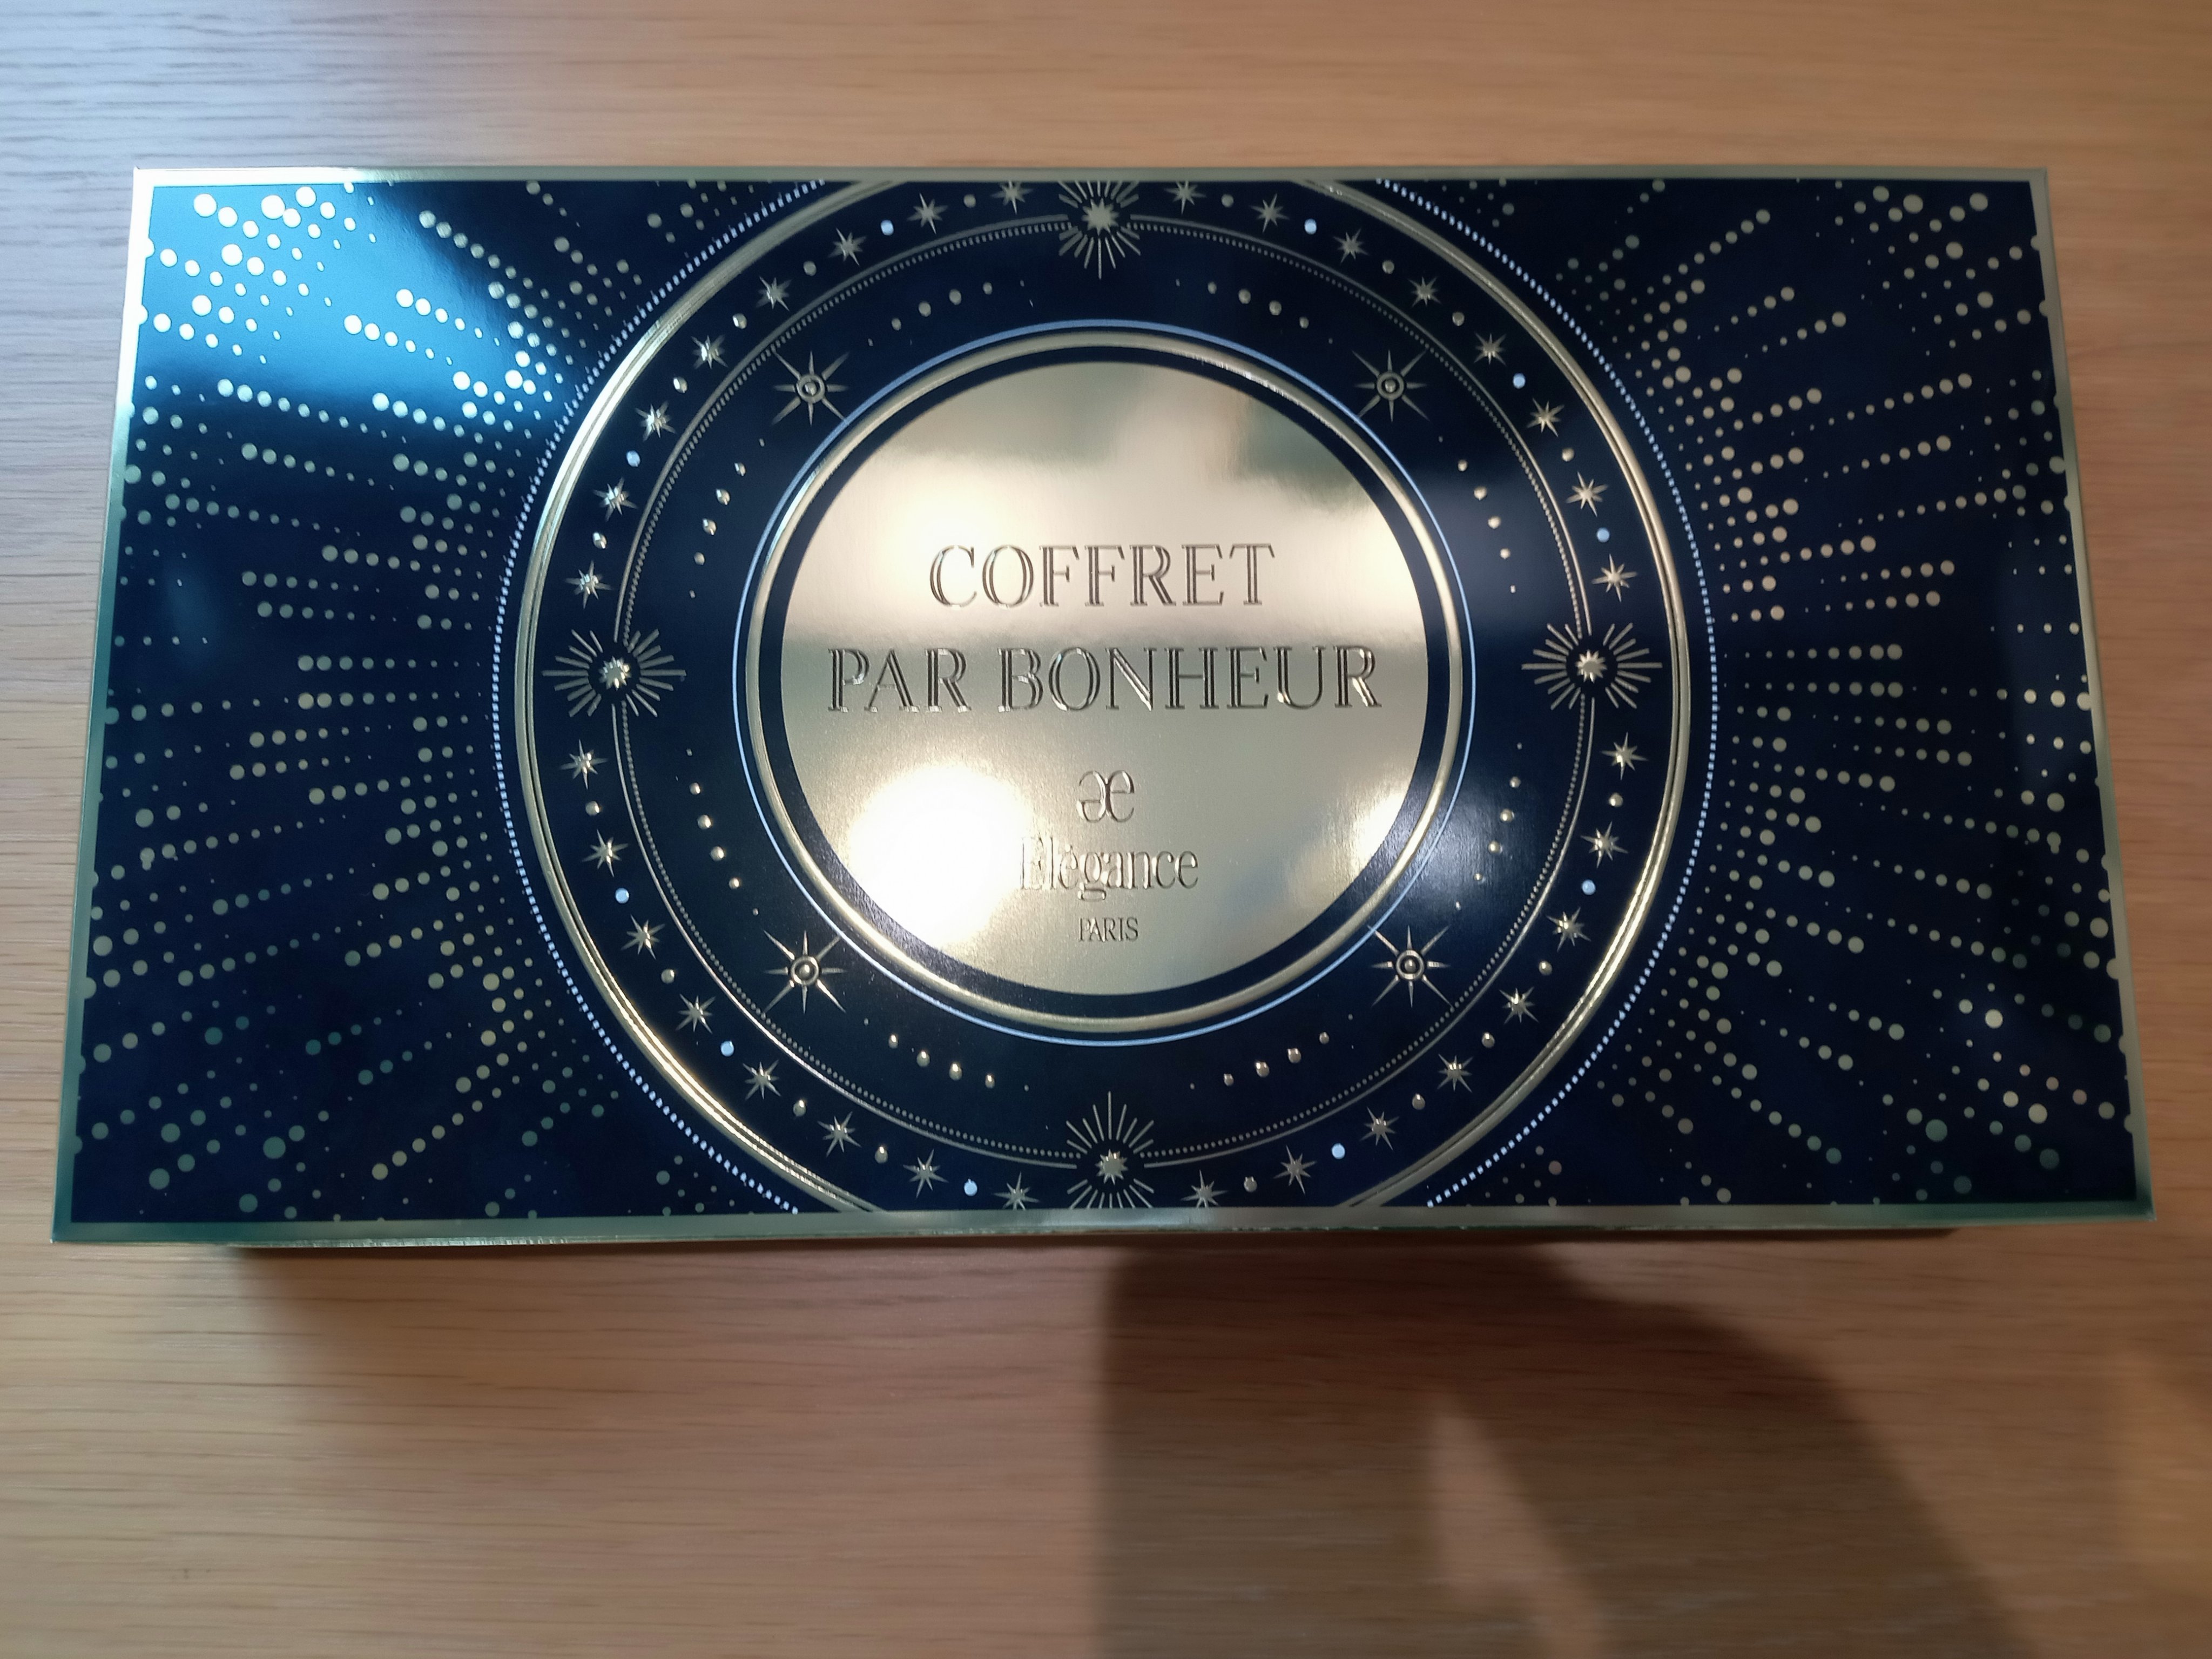 COFFRET
PAR BONHEUR
æ
Elégance
PARIS